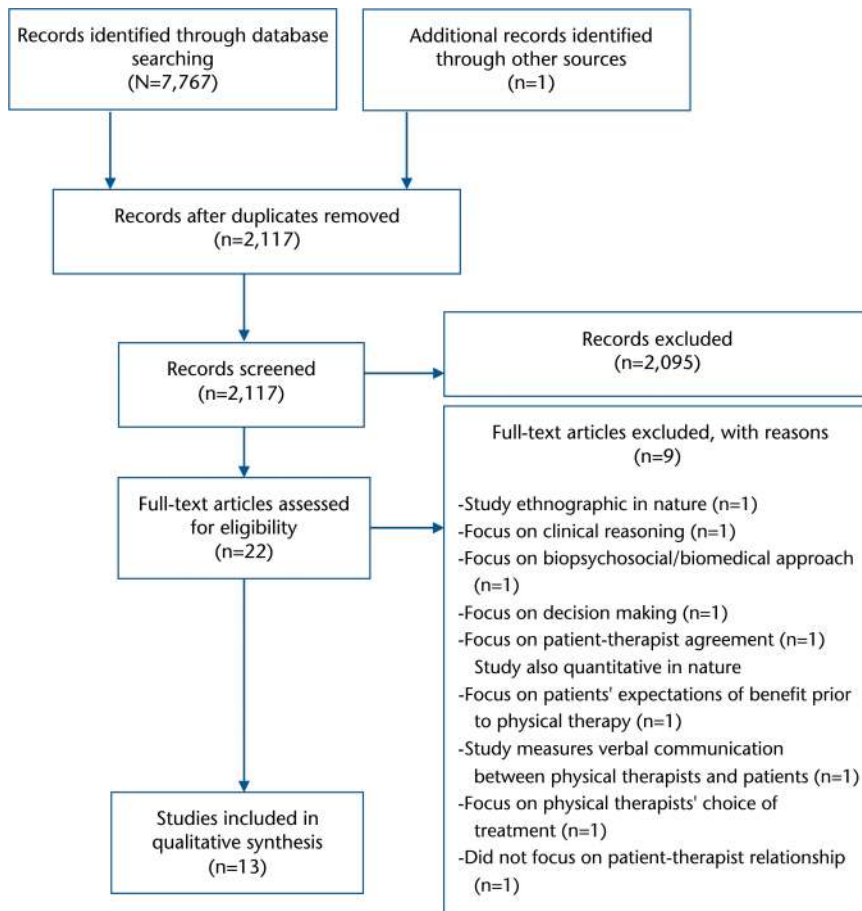 Records identified through database
searching
(N=7,767)
Additional records identified
through other sources
(n=1)
Records after duplicates removed
(n=2,117)
Records screened
(n=2,117)
Records excluded
(n=2,095)
Full-text articles assessed
for eligibility
(n=22)
Full-text articles excluded, with reasons
(n=9)
-Study ethnographic in nature (n=1)
-Focus on clinical reasoning (n=1)
-Focus on biopsychosocial/biomedical approach
(n=1)
-Focus on decision making (n=1)
-Focus on patient-therapist agreement (n=1)
Study also quantitative in nature
-Focus on patients' expectations of benefit prior
to physical therapy (n=1)
-Study measures verbal communication
between physical therapists and patients (n=1)
-Focus on physical therapists' choice of
treatment (n=1)
-Did not focus on patient-therapist relationship
(n=1)
Studies included in
qualitative synthesis
(n=13)